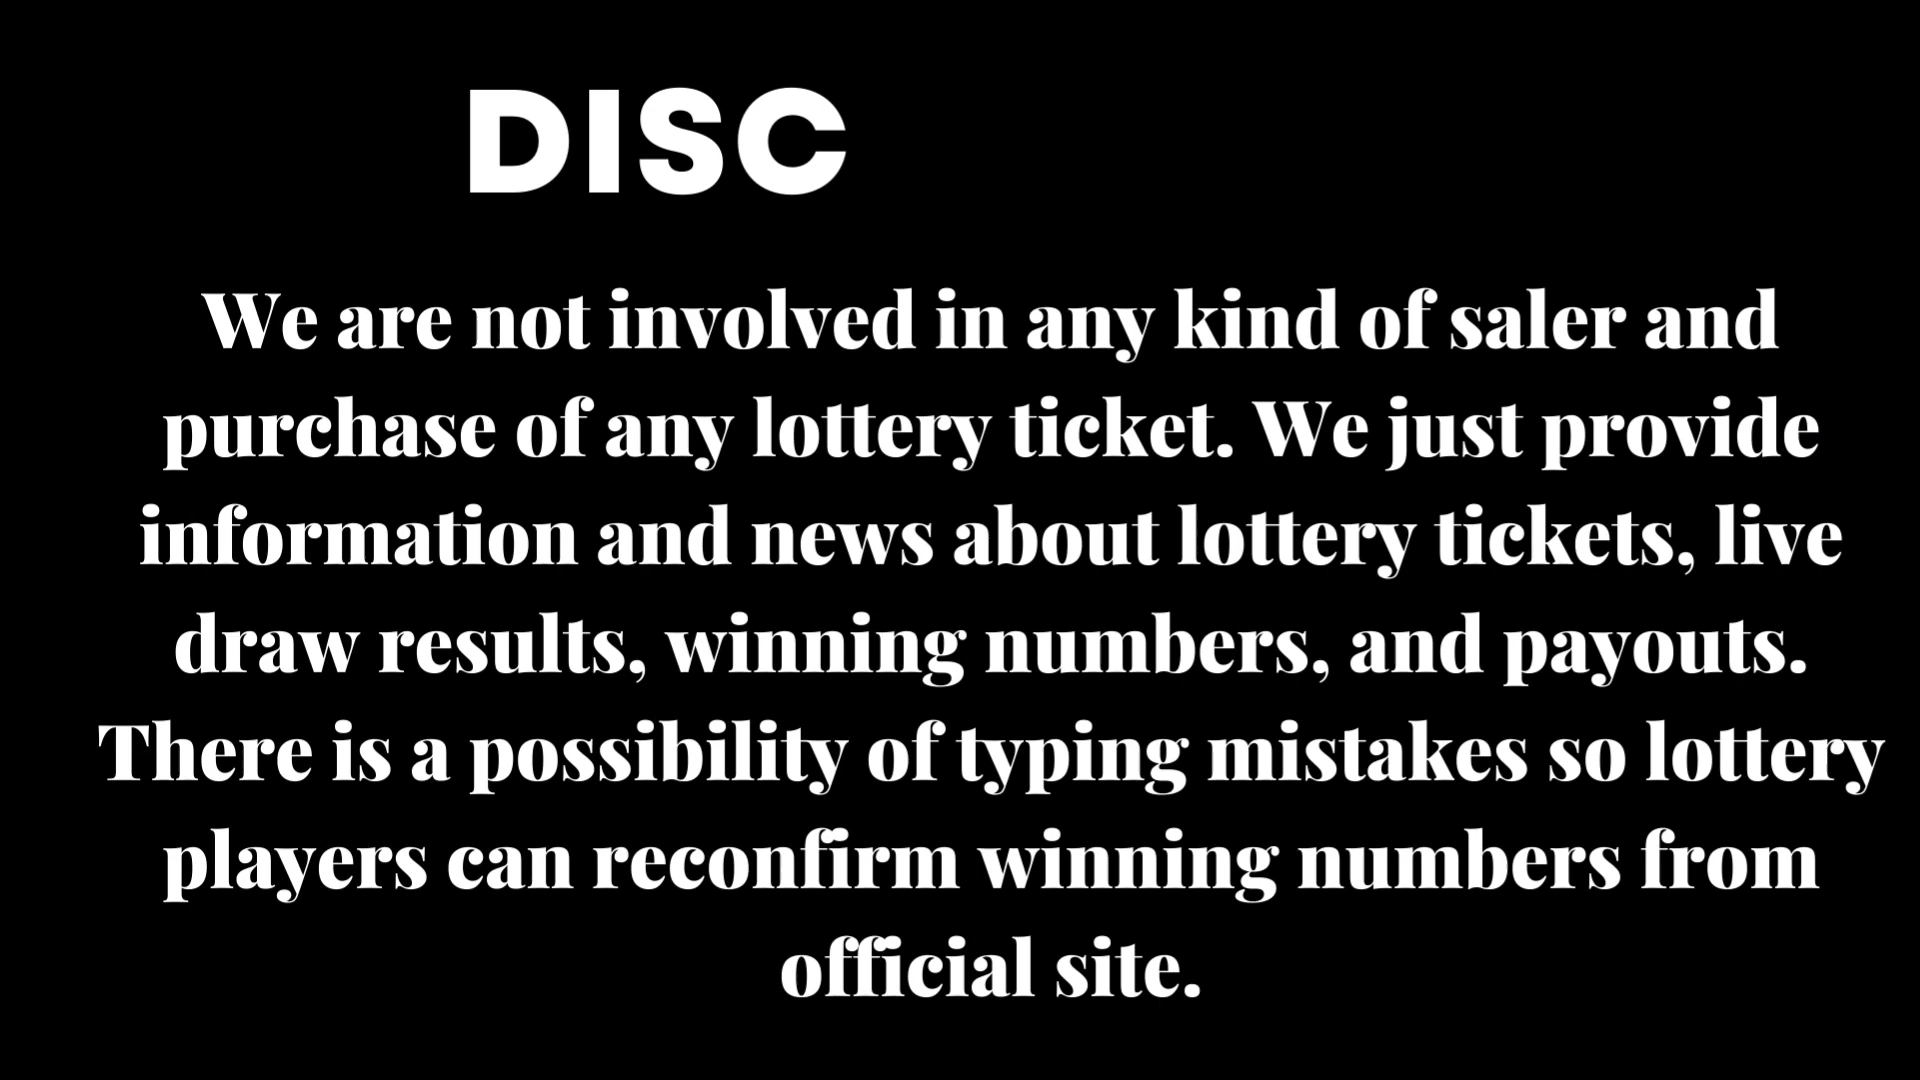 DISC
We are not involved in any kind of saler and
purchase of any lottery ticket. We just provide
information and news about lottery tickets, live
draw results, winning numbers, and payouts.
There is a possibility of typing mistakes so lottery
players can reconfirm winning numbers from
official site.